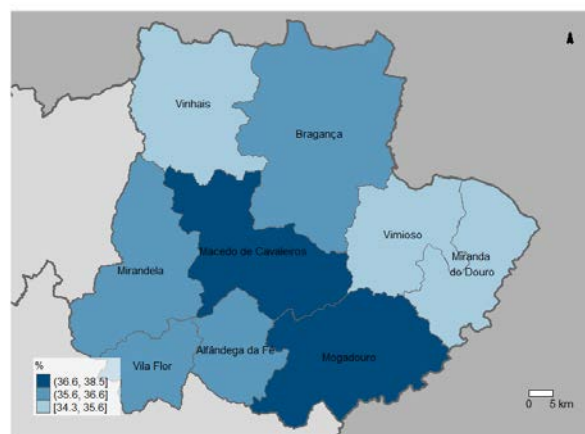 Vinhais
Bragança
Vimioso
Miranda
do Douro
Macedo de Cavaleiros
Mirandela
Alfândega da Fé
Mogadouro
Vila Flor
%
(36.6, 38.5]
(35.6, 36.6]
[34.3, 35.6]
0 5 km